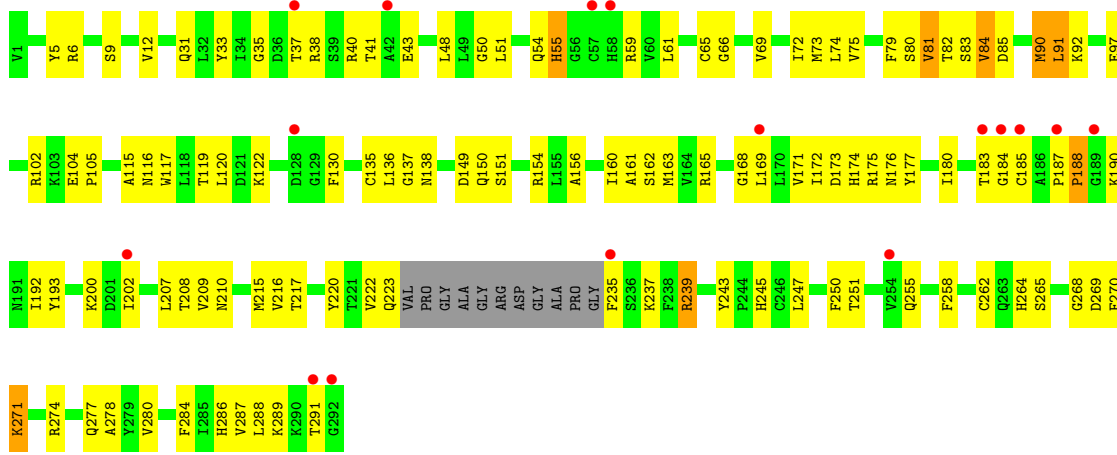 V1 Y5 R6 S9 V12 Q31 L32 Y33 I34 G35 D36 T37 R38 S39 R40 T41 A42 E43 L48 L49 G50 L51 Q54 H55 G56 C57 H58 R59 V60 L61 C65 G66 V69 I72 M73 L74 V75 F79 S80 V81 T82 S83 V84 D85 M90 L91 K92
R102 K103 E104 P105 A115 N116 W117 L118 T119 L120 D121 K122 D128 G129 F130 C135 L136 G137 N138 D149 Q150 S151 R154 L155 A156 I160 A161 S162 M163 V164 R165 G168 L169 L170 V171 I172 D173 H174 R175 N176 Y177 I180 T183 G184 C185 A186 P187 P188 G189 K190
N191 I192 Y193 K200 D201 I202 L207 T208 V209 N210 M215 V216 T217 Y220 T221 V222 Q223 VAL PRO GLY ALA GLY ARG ASP GLY ALA PRO GLY F235 S236 K237 F238 R239 Y243 P244 H245 C246 L247 F250 T251 V254 Q255 F258 C262 Q263 H264 S265 G268 D269
K271 R274 Q277 A278 Y279 V280 F284 I285 H286 V287 L288 K289 K290 T291 G292